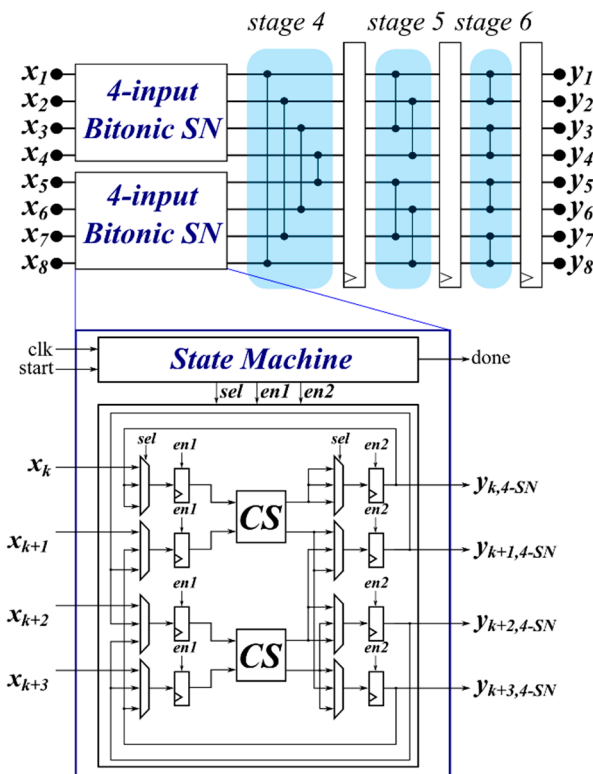 stage 4 stage 5 stage 6
x1 y1
x2 4-input y2
x3 Bitonic SN y3
x4 y4
x5 y5
x6 4-input y6
x7 Bitonic SN y7
x8 y8
clk
start
State Machine
done
sel en1 en2
sel en1 sel en2
xk CS yk,4-SN
en1 en2
xk+1 yk+1,4-SN
en1 en2
xk+2 CS yk+2,4-SN
en1 en2
xk+3 yk+3,4-SN